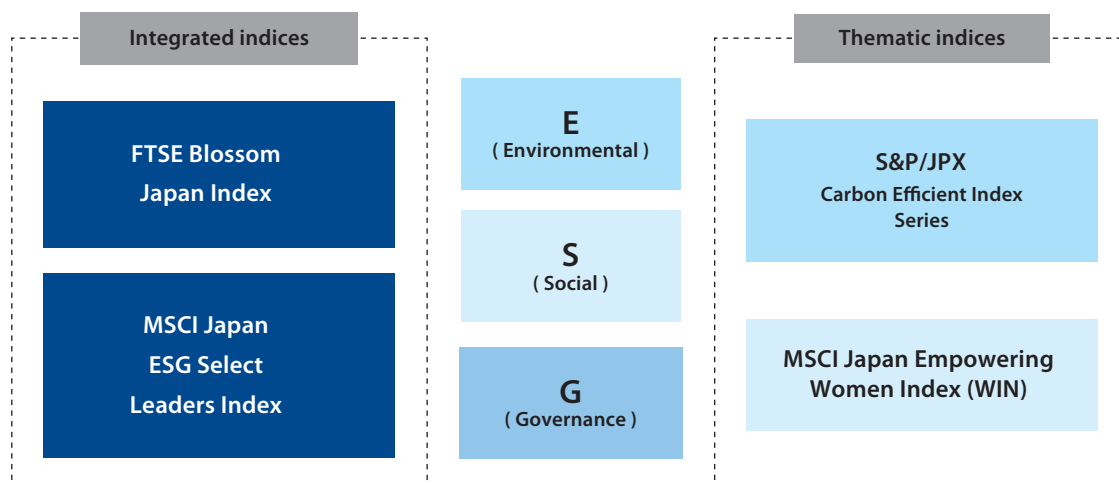 Integrated indices
FTSE Blossom
Japan Index
MSCI Japan
ESG Select
Leaders Index
E
( Environmental )
S
( Social )
G
( Governance )
Thematic indices
S&P/JPX
Carbon Efficient Index
Series
MSCI Japan Empowering
Women Index (WIN)